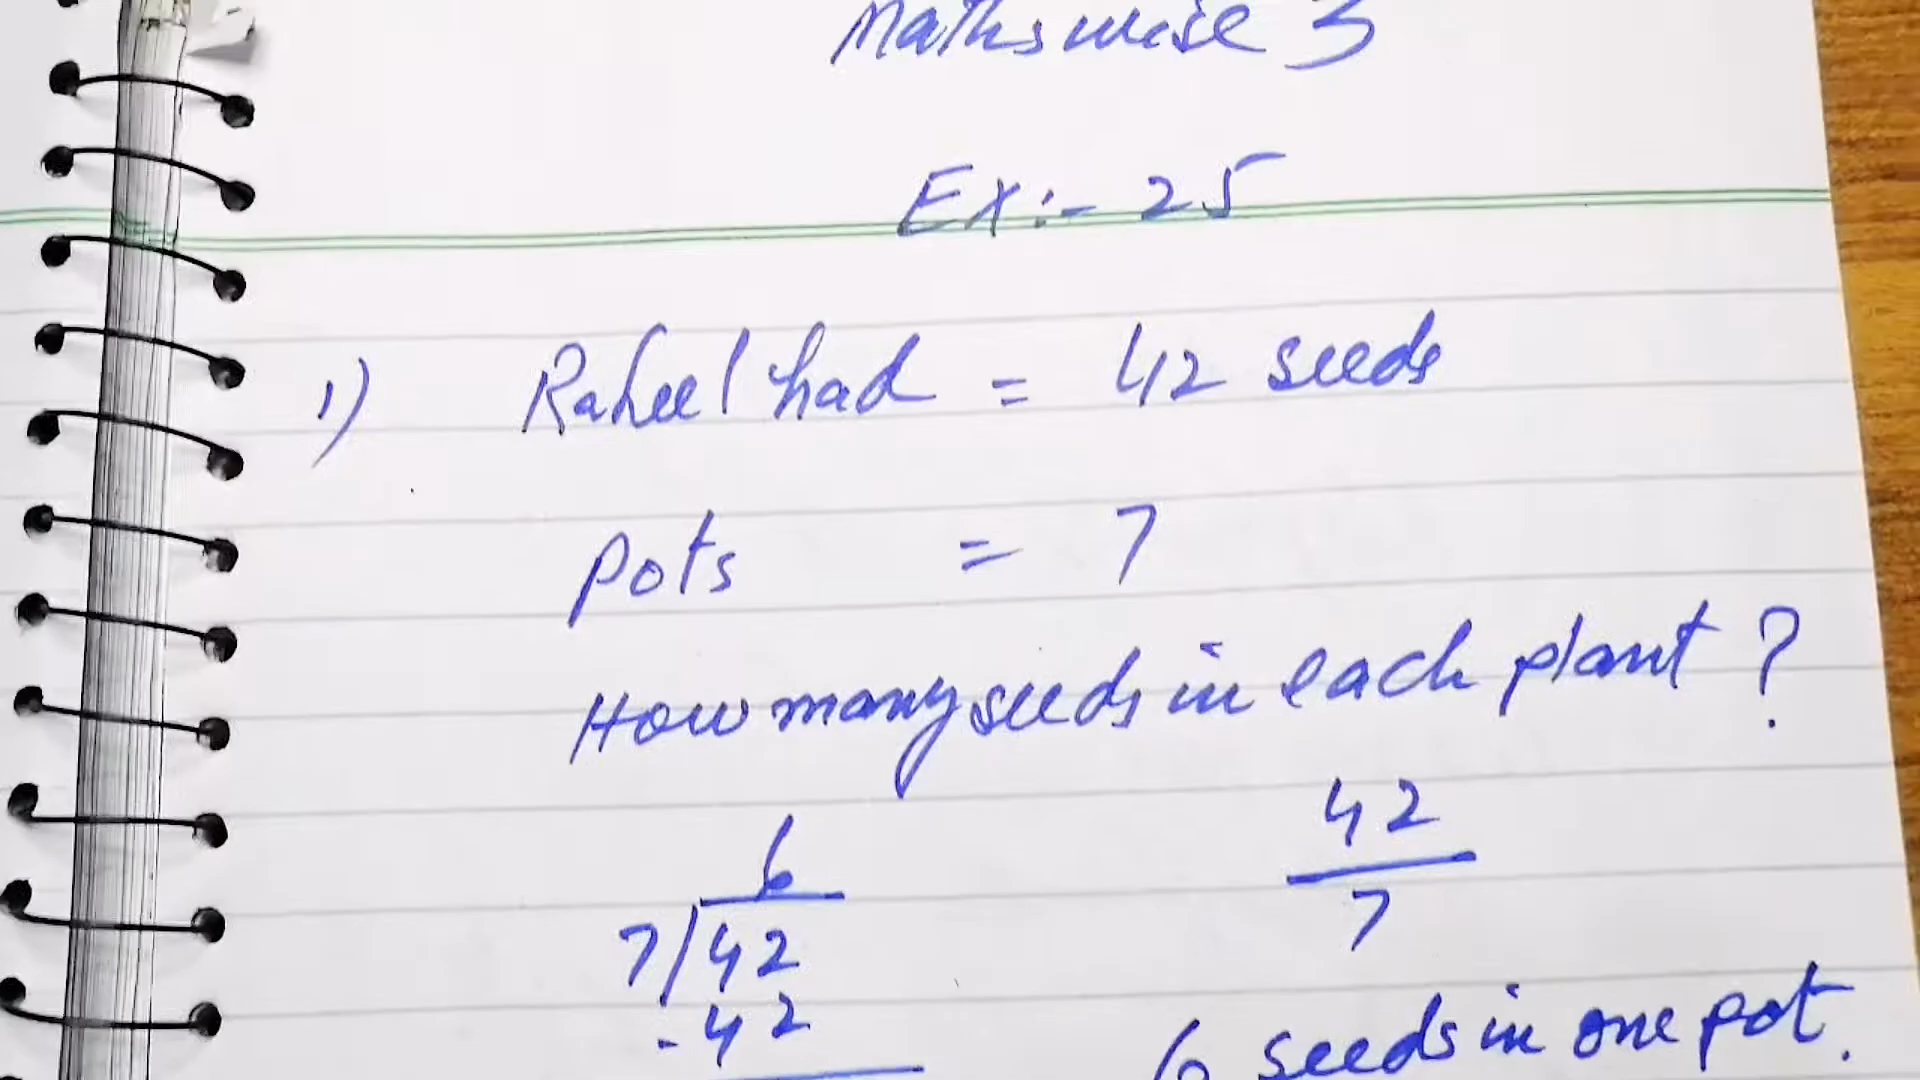 Maths wise 3
Ex:- 25
1) Raheel had = 42 seeds
Pots = 7
How many seeds in each plant ?
6
42
7
7 42
- 42
6 seeds in one pot.